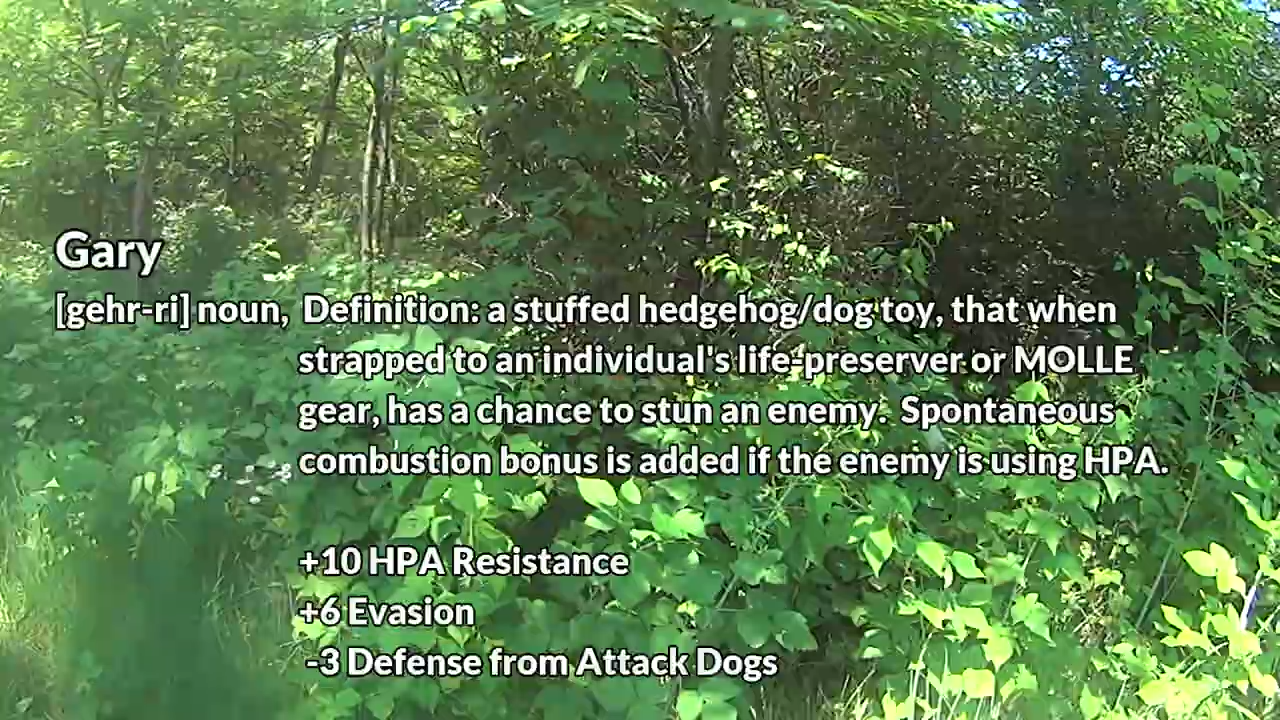 Gary
[gehr-ri] noun, Definition: a stuffed hedgehog/dog toy, that when
strapped to an individual's life-preserver or MOLLE
gear, has a chance to stun an enemy. Spontaneous
combustion bonus is added if the enemy is using HPA.
+10 HPA Resistance
+6 Evasion
-3 Defense from Attack Dogs